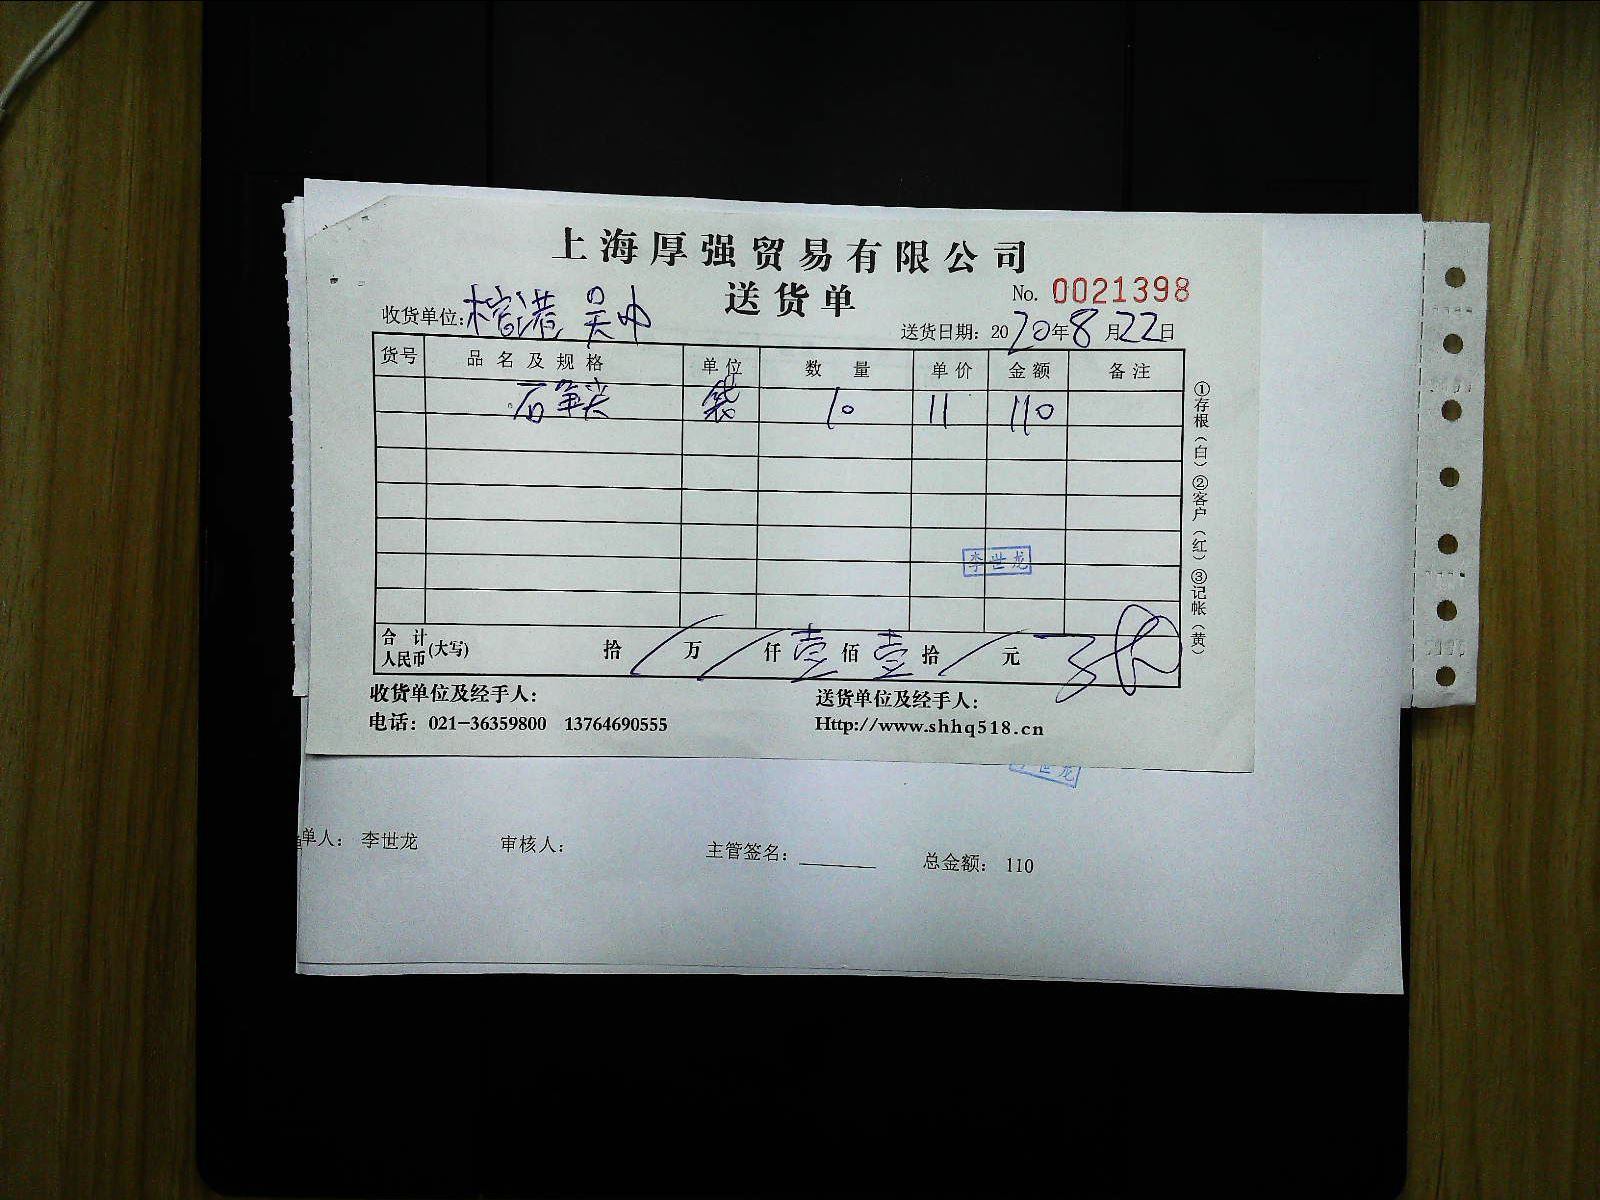 上海厚强贸易有限公司
送货单
No. 0021398
收货单位: 榕港 吴中
送货日期: 2020年8月22日
货号 品名及规格 单位 数量 单价 金额 备注
石笔尖 袋 10 11 110
李世龙
合计人民币(大写) 拾/万/仟壹佰壹拾/元
收货单位及经手人:
送货单位及经手人:
电话: 021-36359800 13764690555
Http://www.shhq518.cn
①存根(白)②客户(红)③记帐(黄)
世龙
单人: 李世龙 审核人: 主管签名: 总金额: 110